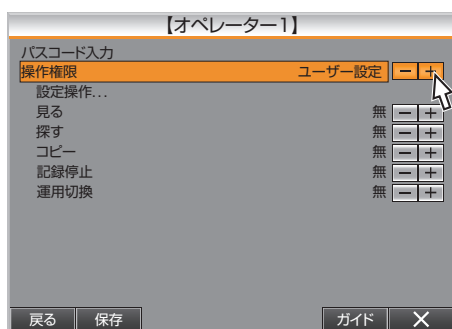 【オペレーター1】
パスコード入力
操作権限 ユーザー設定 − +
設定操作...
見る 無 − +
探す 無 − +
コピー 無 − +
記録停止 無 − +
運用切換 無 − +
戻る 保存 ガイド ×